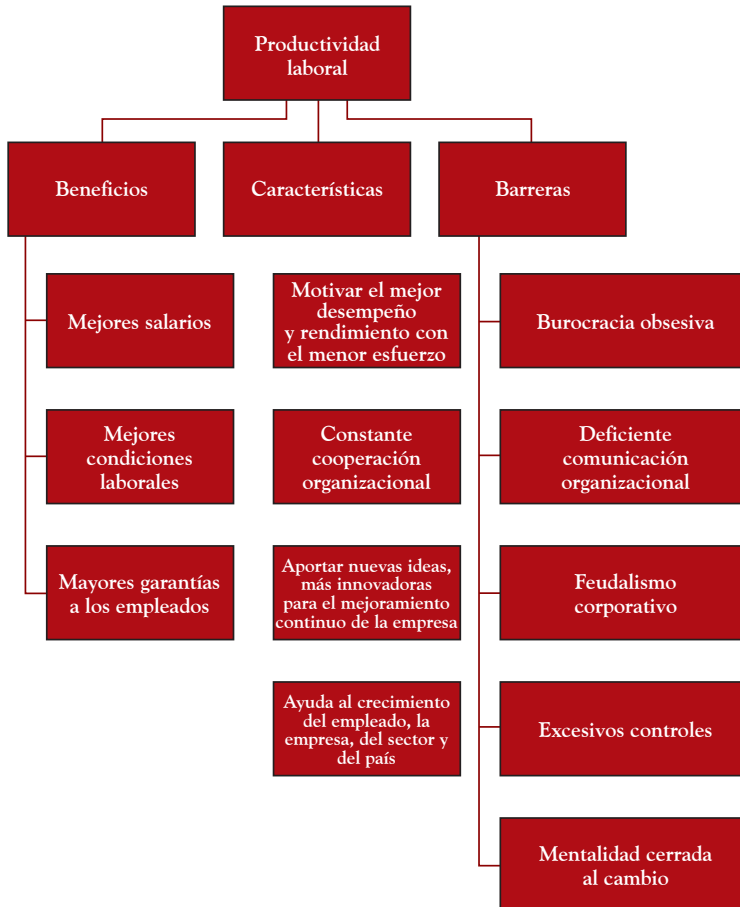 Productividad
laboral
Beneficios
Características
Barreras
Mejores salarios
Mejores
condiciones
laborales
Mayores garantías
a los empleados
Motivar el mejor
desempeño
y rendimiento con
el menor esfuerzo
Constante
cooperación
organizacional
Aportar nuevas ideas,
más innovadoras
para el mejoramiento
continuo de la empresa
Ayuda al crecimiento
del empleado, la
empresa, del sector y
del país
Burocracia obsesiva
Deficiente
comunicación
organizacional
Feudalismo
corporativo
Excesivos controles
Mentalidad cerrada
al cambio